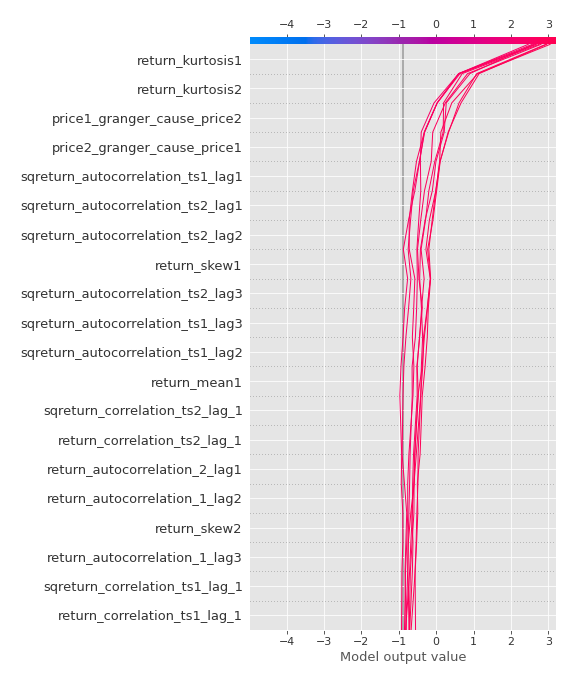 −4 −3 −2 −1 0 1 2 3
return_kurtosis1
return_kurtosis2
price1_granger_cause_price2
price2_granger_cause_price1
sqreturn_autocorrelation_ts1_lag1
sqreturn_autocorrelation_ts2_lag1
sqreturn_autocorrelation_ts2_lag2
return_skew1
sqreturn_autocorrelation_ts2_lag3
sqreturn_autocorrelation_ts1_lag3
sqreturn_autocorrelation_ts1_lag2
return_mean1
sqreturn_correlation_ts2_lag_1
return_correlation_ts2_lag_1
return_autocorrelation_2_lag1
return_autocorrelation_1_lag2
return_skew2
return_autocorrelation_1_lag3
sqreturn_correlation_ts1_lag_1
return_correlation_ts1_lag_1
−4 −3 −2 −1 0 1 2 3
Model output value